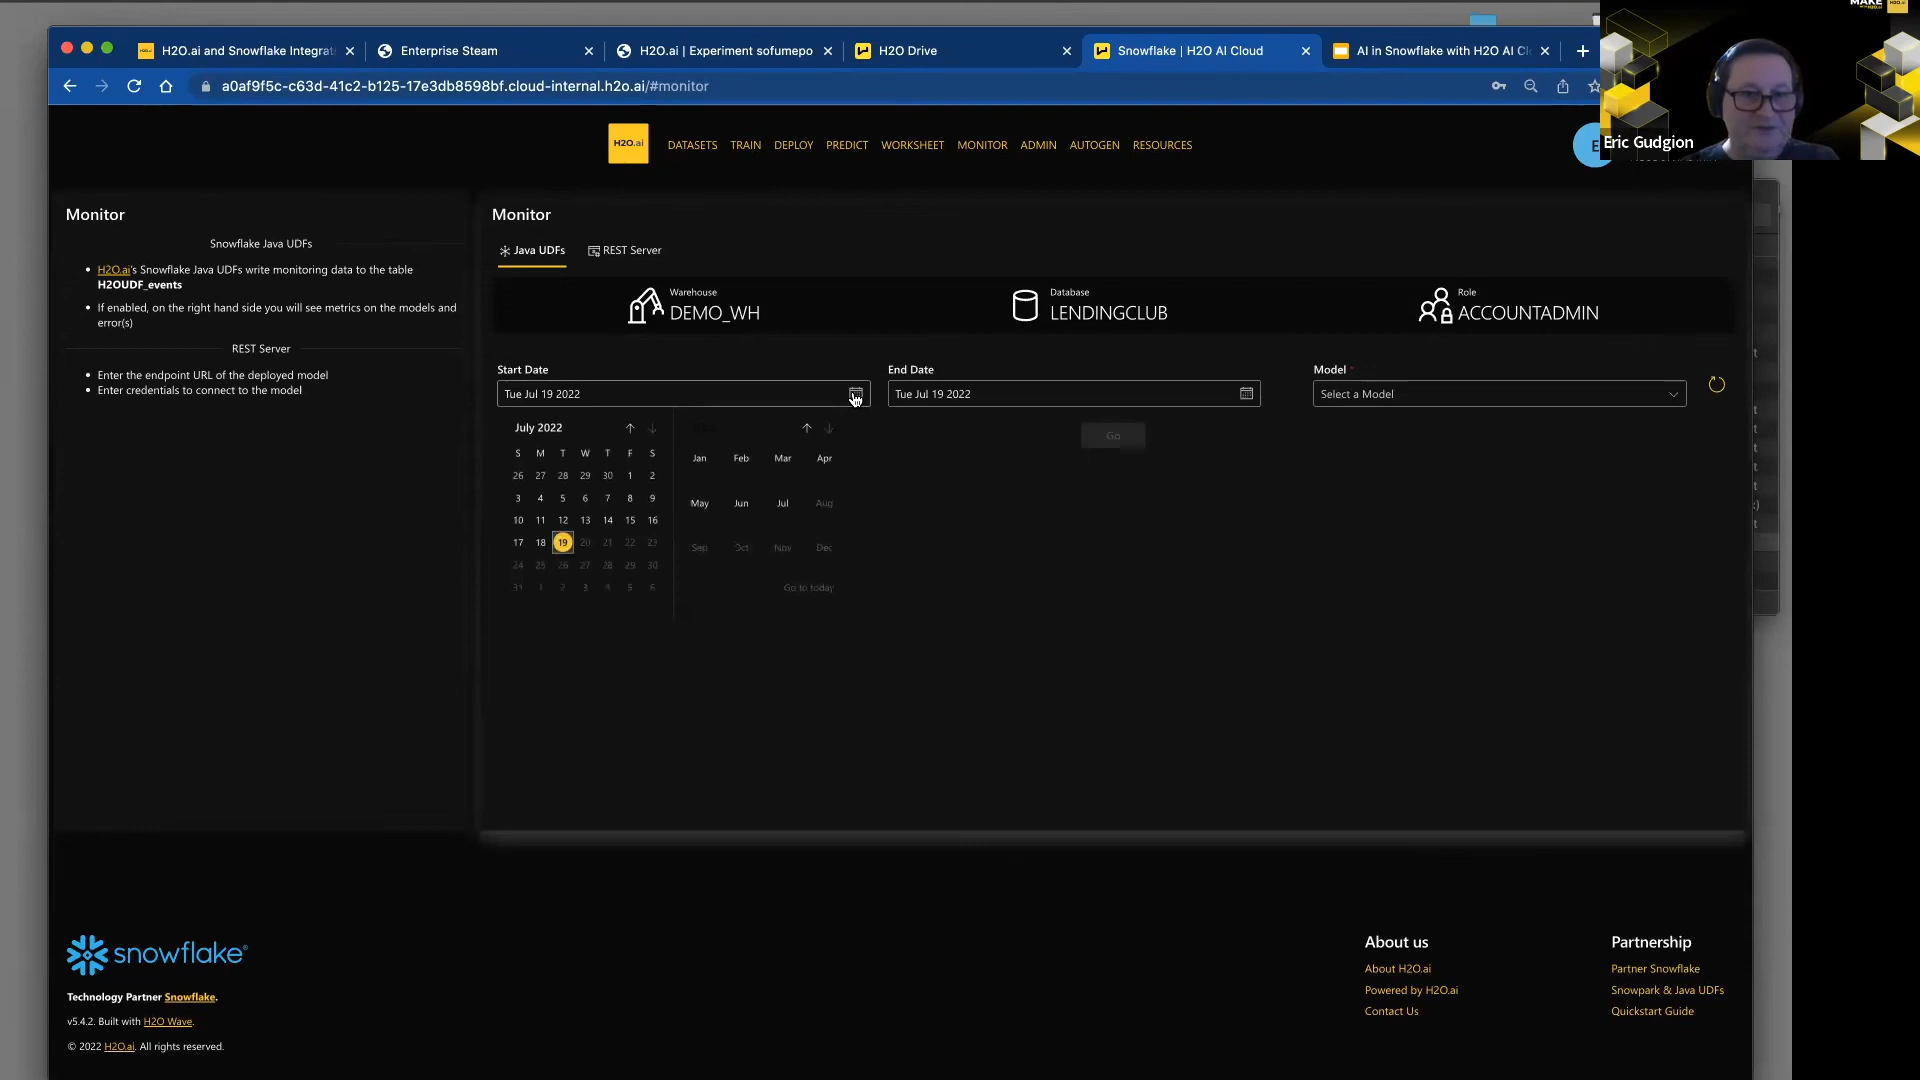 H2O.ai and Snowflake Integrat
Enterprise Steam
H2O.ai | Experiment sofumepo
H2O Drive
Snowflake | H2O AI Cloud
AI in Snowflake with H2O AI Cl
a0af9f5c-c63d-41c2-b125-17e3db8598bf.cloud-internal.h2o.ai/#monitor
MAKE
H2O.ai
Eric Gudgion
H2O.ai
DATASETS TRAIN DEPLOY PREDICT WORKSHEET MONITOR ADMIN AUTOGEN RESOURCES
E
Monitor
Snowflake Java UDFs
• H2O.ai's Snowflake Java UDFs write monitoring data to the table
H2OUDF_events
• If enabled, on the right hand side you will see metrics on the models and
error(s)
REST Server
• Enter the endpoint URL of the deployed model
• Enter credentials to connect to the model
Monitor
Java UDFs REST Server
Warehouse
DEMO_WH
Database
LENDINGCLUB
Role
ACCOUNTADMIN
Start Date
Tue Jul 19 2022
End Date
Tue Jul 19 2022
Model *
Select a Model
Go
July 2022
S M T W T F S
26 27 28 29 30 1 2
3 4 5 6 7 8 9
10 11 12 13 14 15 16
17 18 19 20 21 22 23
24 25 26 27 28 29 30
31 1 2 3 4 5 6
Jan Feb Mar Apr
May Jun Jul Aug
Sep Oct Nov Dec
Go to today
snowflake
Technology Partner Snowflake.
v5.4.2. Built with H2O Wave.
© 2022 H2O.ai. All rights reserved.
About us
About H2O.ai
Powered by H2O.ai
Contact Us
Partnership
Partner Snowflake
Snowpark & Java UDFs
Quickstart Guide